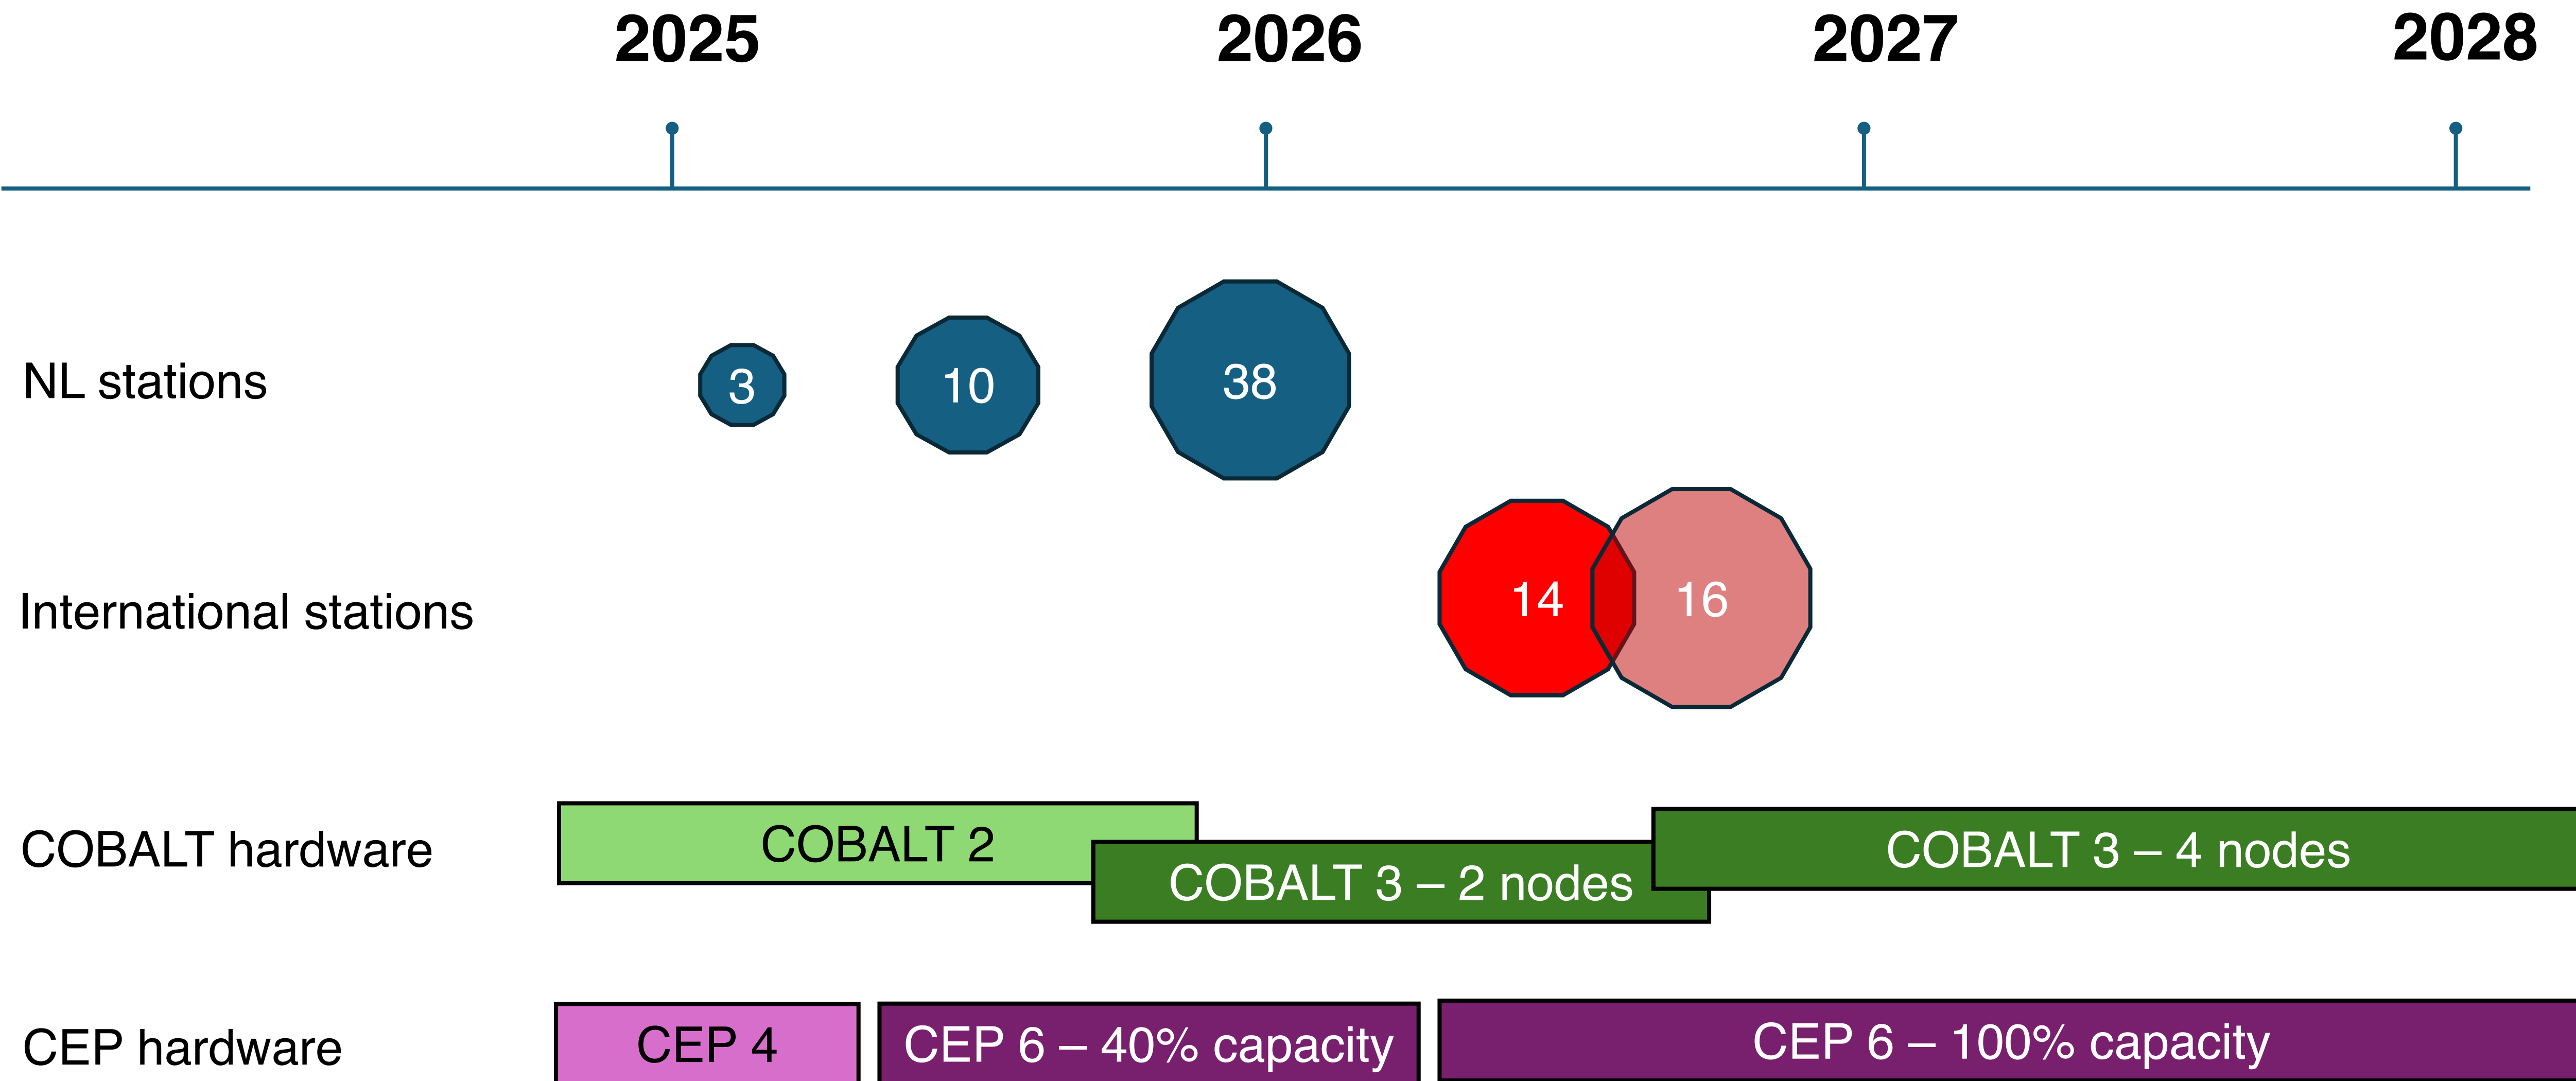 2025 2026 2027 2028
NL stations 3 10 38
International stations 14 16
COBALT hardware COBALT 2 COBALT 3 – 2 nodes COBALT 3 – 4 nodes
CEP hardware CEP 4 CEP 6 – 40% capacity CEP 6 – 100% capacity